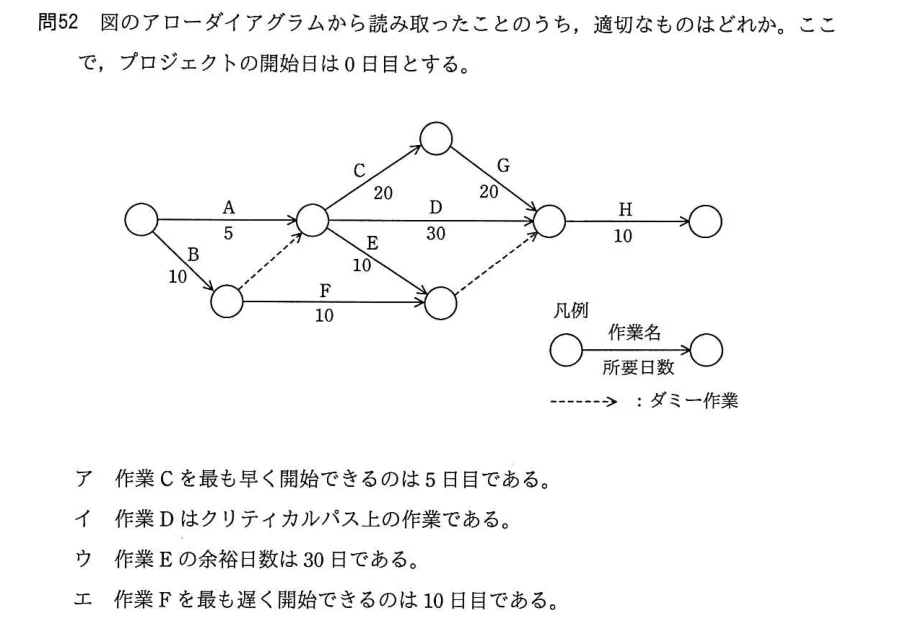 問52 図のアローダイアグラムから読み取ったことのうち，適切なものはどれか。ここ
で，プロジェクトの開始日は0日目とする。
C
20
G
20
A
5
D
30
H
10
B
10
E
10
F
10
凡例
作業名
所要日数
：ダミー作業
ア 作業Cを最も早く開始できるのは5日目である。
イ 作業Dはクリティカルパス上の作業である。
ウ 作業Eの余裕日数は30日である。
エ 作業Fを最も遅く開始できるのは10日目である。